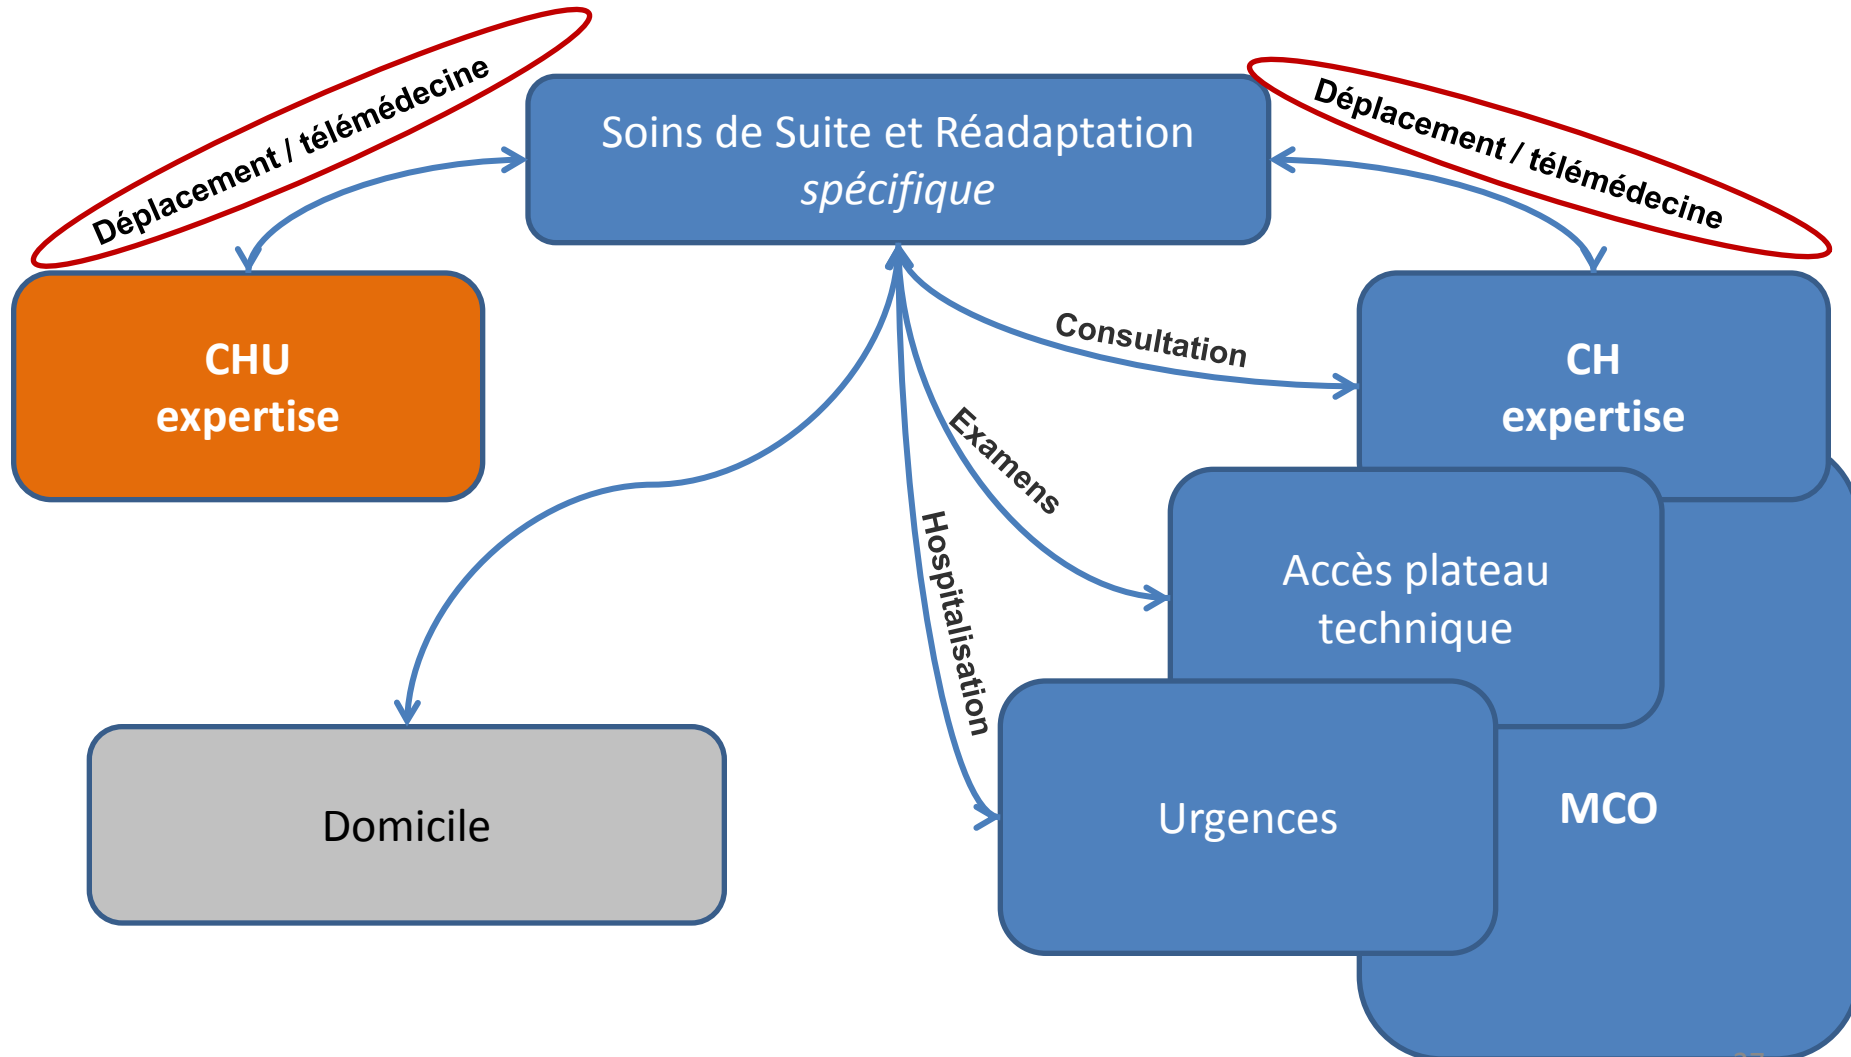 Déplacement / télémédecine
Soins de Suite et Réadaptation
spécifique
Déplacement / télémédecine
CHU
expertise
Consultation
CH
expertise
Examens
Hospitalisation
Accès plateau
technique
Domicile
Urgences
MCO